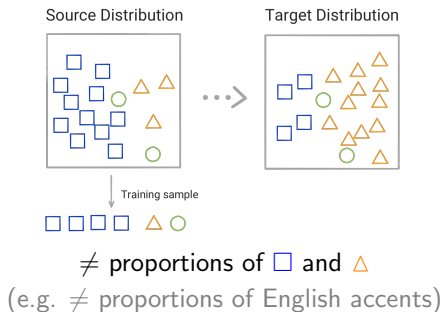 Source Distribution
Target Distribution
Training sample
≠ proportions of □ and △
(e.g. ≠ proportions of English accents)